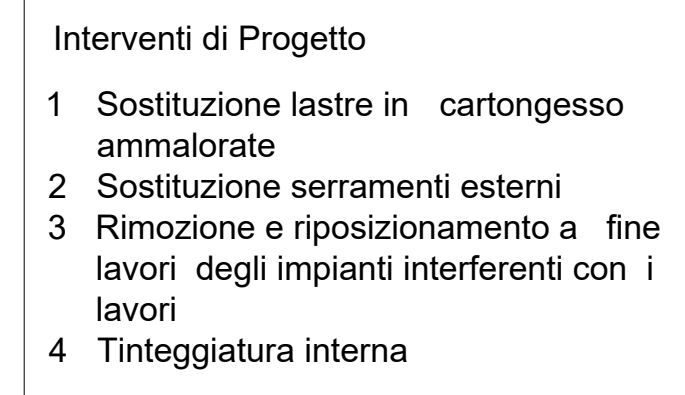 Interventi di Progetto
1 Sostituzione lastre in cartongesso
ammalorate
2 Sostituzione serramenti esterni
3 Rimozione e riposizionamento a fine
lavori degli impianti interferenti con i
lavori
4 Tinteggiatura interna